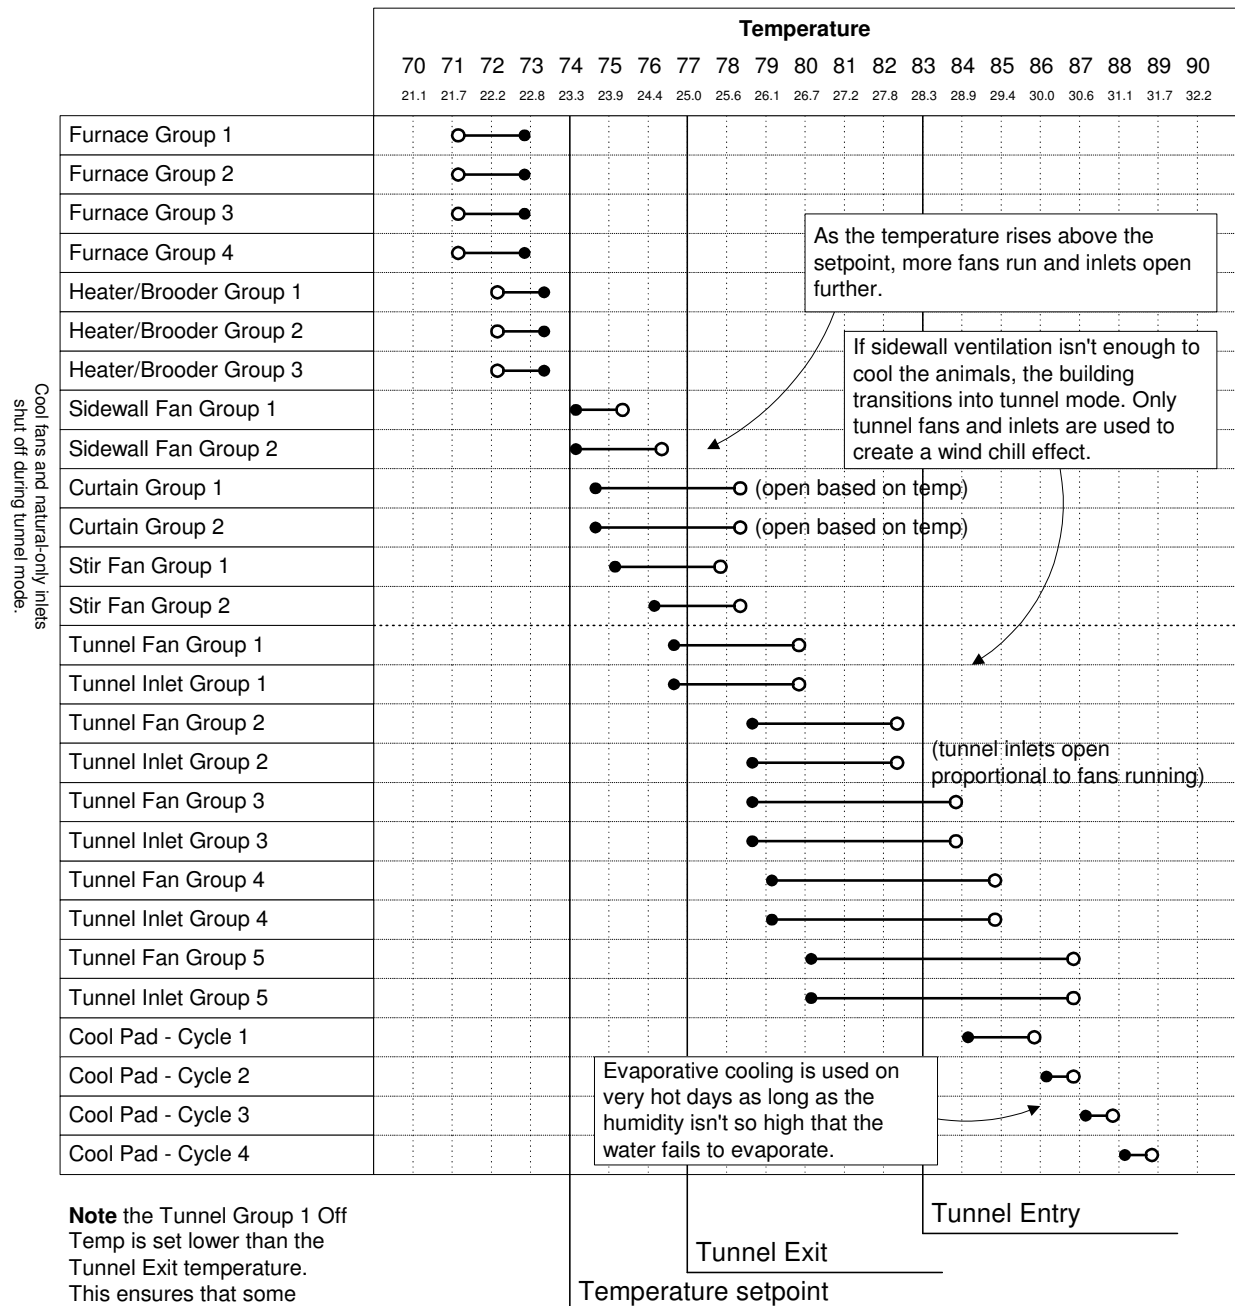 Temperature
70 71 72 73 74 75 76 77 78 79 80 81 82 83 84 85 86 87 88 89 90
21.1 21.7 22.2 22.8 23.3 23.9 24.4 25.0 25.6 26.1 26.7 27.2 27.8 28.3 28.9 29.4 30.0 30.6 31.1 31.7 32.2
Furnace Group 1
Furnace Group 2
Furnace Group 3
Furnace Group 4
Heater/Brooder Group 1
Heater/Brooder Group 2
Heater/Brooder Group 3
Sidewall Fan Group 1
Sidewall Fan Group 2
Curtain Group 1
Curtain Group 2
Stir Fan Group 1
Stir Fan Group 2
Tunnel Fan Group 1
Tunnel Inlet Group 1
Tunnel Fan Group 2
Tunnel Inlet Group 2
Tunnel Fan Group 3
Tunnel Inlet Group 3
Tunnel Fan Group 4
Tunnel Inlet Group 4
Tunnel Fan Group 5
Tunnel Inlet Group 5
Cool Pad - Cycle 1
Cool Pad - Cycle 2
Cool Pad - Cycle 3
Cool Pad - Cycle 4
Cool fans and natural-only inlets
shut off during tunnel mode.
As the temperature rises above the
setpoint, more fans run and inlets open
further.
If sidewall ventilation isn't enough to
cool the animals, the building
transitions into tunnel mode. Only
tunnel fans and inlets are used to
create a wind chill effect.
(open based on temp)
(open based on temp)
(tunnel inlets open
proportional to fans running)
Evaporative cooling is used on
very hot days as long as the
humidity isn't so high that the
water fails to evaporate.
Tunnel Entry
Tunnel Exit
Temperature setpoint
Note the Tunnel Group 1 Off
Temp is set lower than the
Tunnel Exit temperature.
This ensures that some